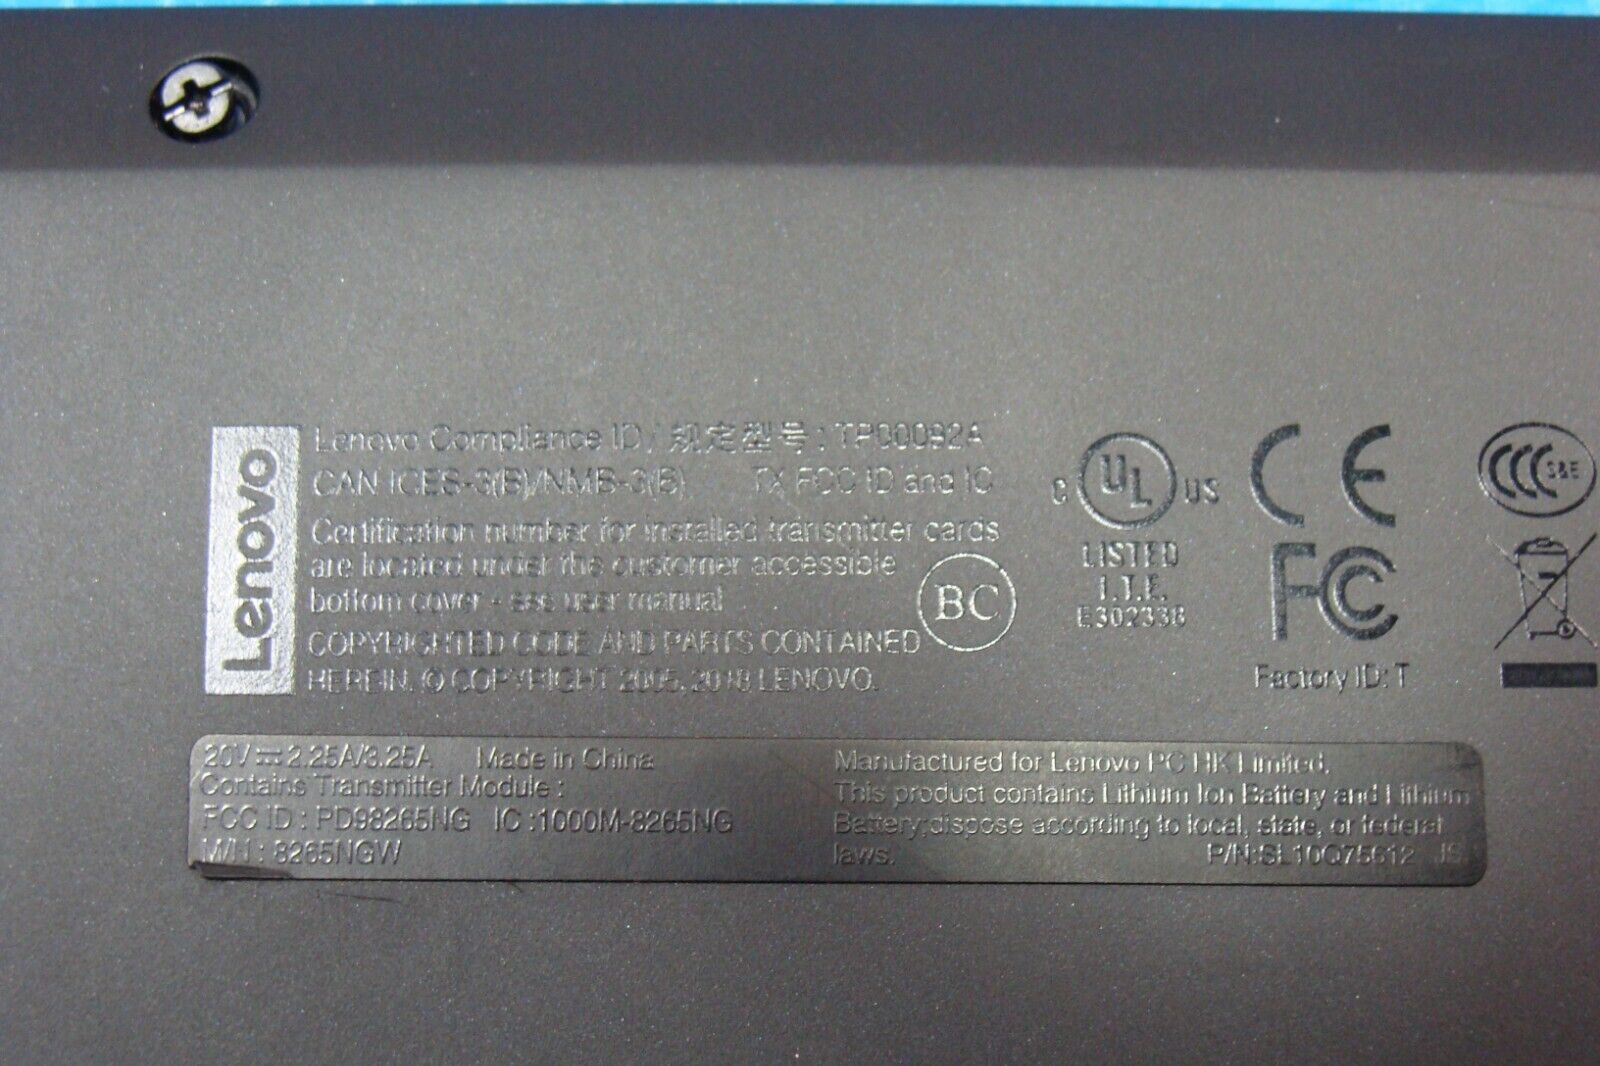 Lenovo
Lenovo Compliance ID / 规定型号 : TP00092A
CAN ICES-3(B)/NMB-3(B) TX FCC ID and IC
Certification number for installed transmitter cards
are located under the customer accessible
bottom cover - see user manual
COPYRIGHTED CODE AND PARTS CONTAINED
HEREIN. © COPYRIGHT 2005, 2018 LENOVO.
BC
C UL US
LISTED
I.T.E.
E302338
CE
FC
Factory ID: T
CCC S&E
20V ⎓ 2.25A/3.25A Made in China
Contains Transmitter Module :
FCC ID : PD98265NG IC :1000M-8265NG
M/N : 8265NGW
Manufactured for Lenovo PC HK Limited.
This product contains Lithium Ion Battery and Lithium
Battery;dispose according to local, state, or federal
laws. P/N:SL10Q75612 JS